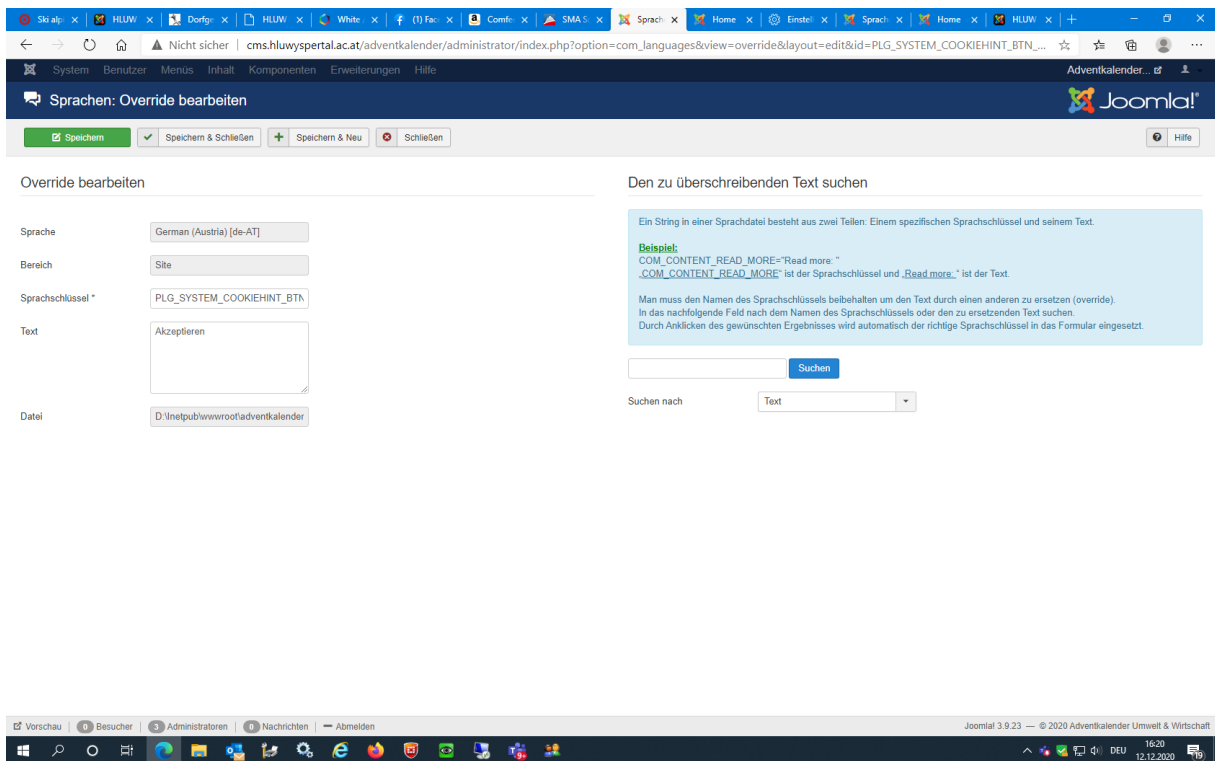 Ski alp HLUW Dorfge HLUW White (1) Fac Comfe SMA S Sprach Home Einstell Sprach Home HLUW
Nicht sicher | cms.hluwyspertal.ac.at/adventkalender/administrator/index.php?option=com_languages&view=override&layout=edit&id=PLG_SYSTEM_COOKIEHINT_BTN_...
System Benutzer Menüs Inhalt Komponenten Erweiterungen Hilfe Adventkalender...
Sprachen: Override bearbeiten Joomla!®
Speichern Speichern & Schließen Speichern & Neu Schließen Hilfe
Override bearbeiten
Sprache German (Austria) [de-AT]
Bereich Site
Sprachschlüssel * PLG_SYSTEM_COOKIEHINT_BTN
Text Akzeptieren
Datei D:\Inetpub\wwwroot\adventkalender
Den zu überschreibenden Text suchen
Ein String in einer Sprachdatei besteht aus zwei Teilen: Einem spezifischen Sprachschlüssel und seinem Text.
Beispiel:
COM_CONTENT_READ_MORE="Read more: "
„COM_CONTENT_READ_MORE“ ist der Sprachschlüssel und „Read more: “ ist der Text.
Man muss den Namen des Sprachschlüssels beibehalten um den Text durch einen anderen zu ersetzen (override).
In das nachfolgende Feld nach dem Namen des Sprachschlüssels oder den zu ersetzenden Text suchen.
Durch Anklicken des gewünschten Ergebnisses wird automatisch der richtige Sprachschlüssel in das Formular eingesetzt.
Suchen
Suchen nach Text
Vorschau 0 Besucher 3 Administratoren 0 Nachrichten Abmelden Joomla! 3.9.23 — © 2020 Adventkalender Umwelt & Wirtschaft
DEU 16:20
12.12.2020